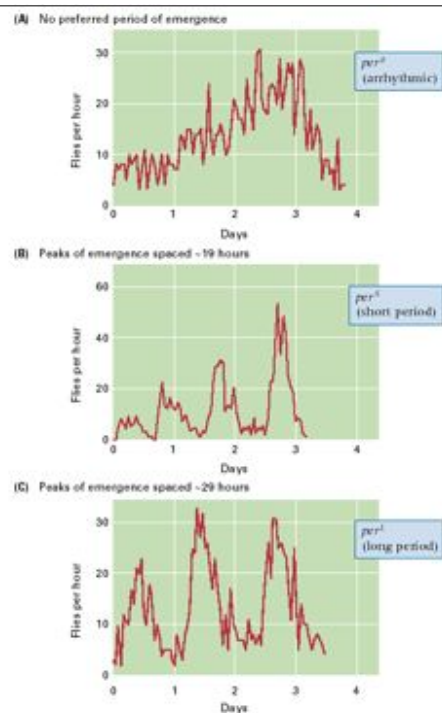 (A) No preferred period of emergence
30
20
10
0
Flies per hour
0 1 2 3 4
Days
per⁰
(arrhythmic)
(B) Peaks of emergence spaced ~19 hours
60
40
20
0
Flies per hour
0 1 2 3 4
Days
perˢ
(short period)
(C) Peaks of emergence spaced ~29 hours
30
20
10
0
Flies per hour
0 1 2 3 4
Days
perᴸ
(long period)